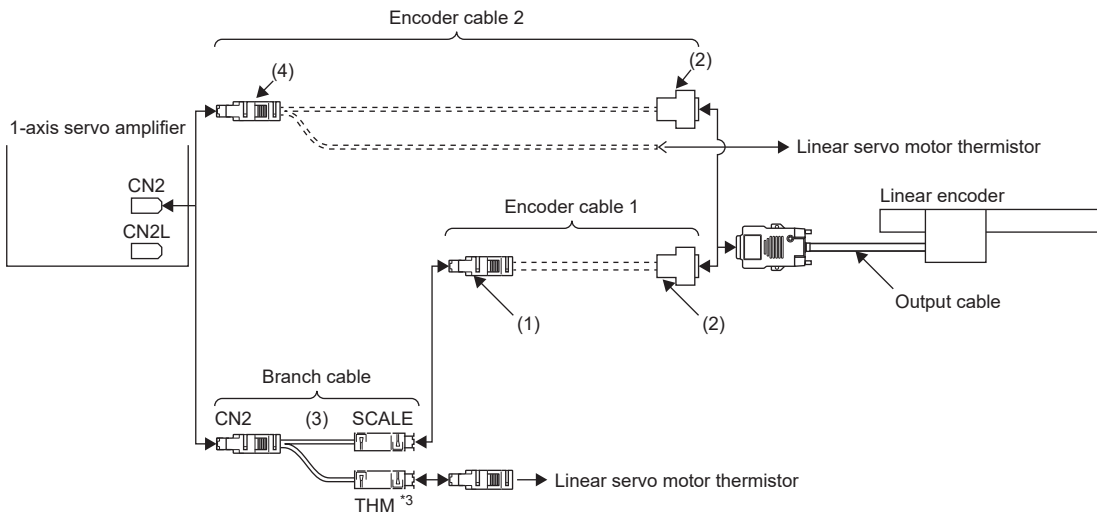 Encoder cable 2
(4)
(2)
1-axis servo amplifier
Linear servo motor thermistor
CN2
Linear encoder
Encoder cable 1
CN2L
Output cable
(1)
(2)
Branch cable
CN2
(3)
SCALE
Linear servo motor thermistor
THM *3